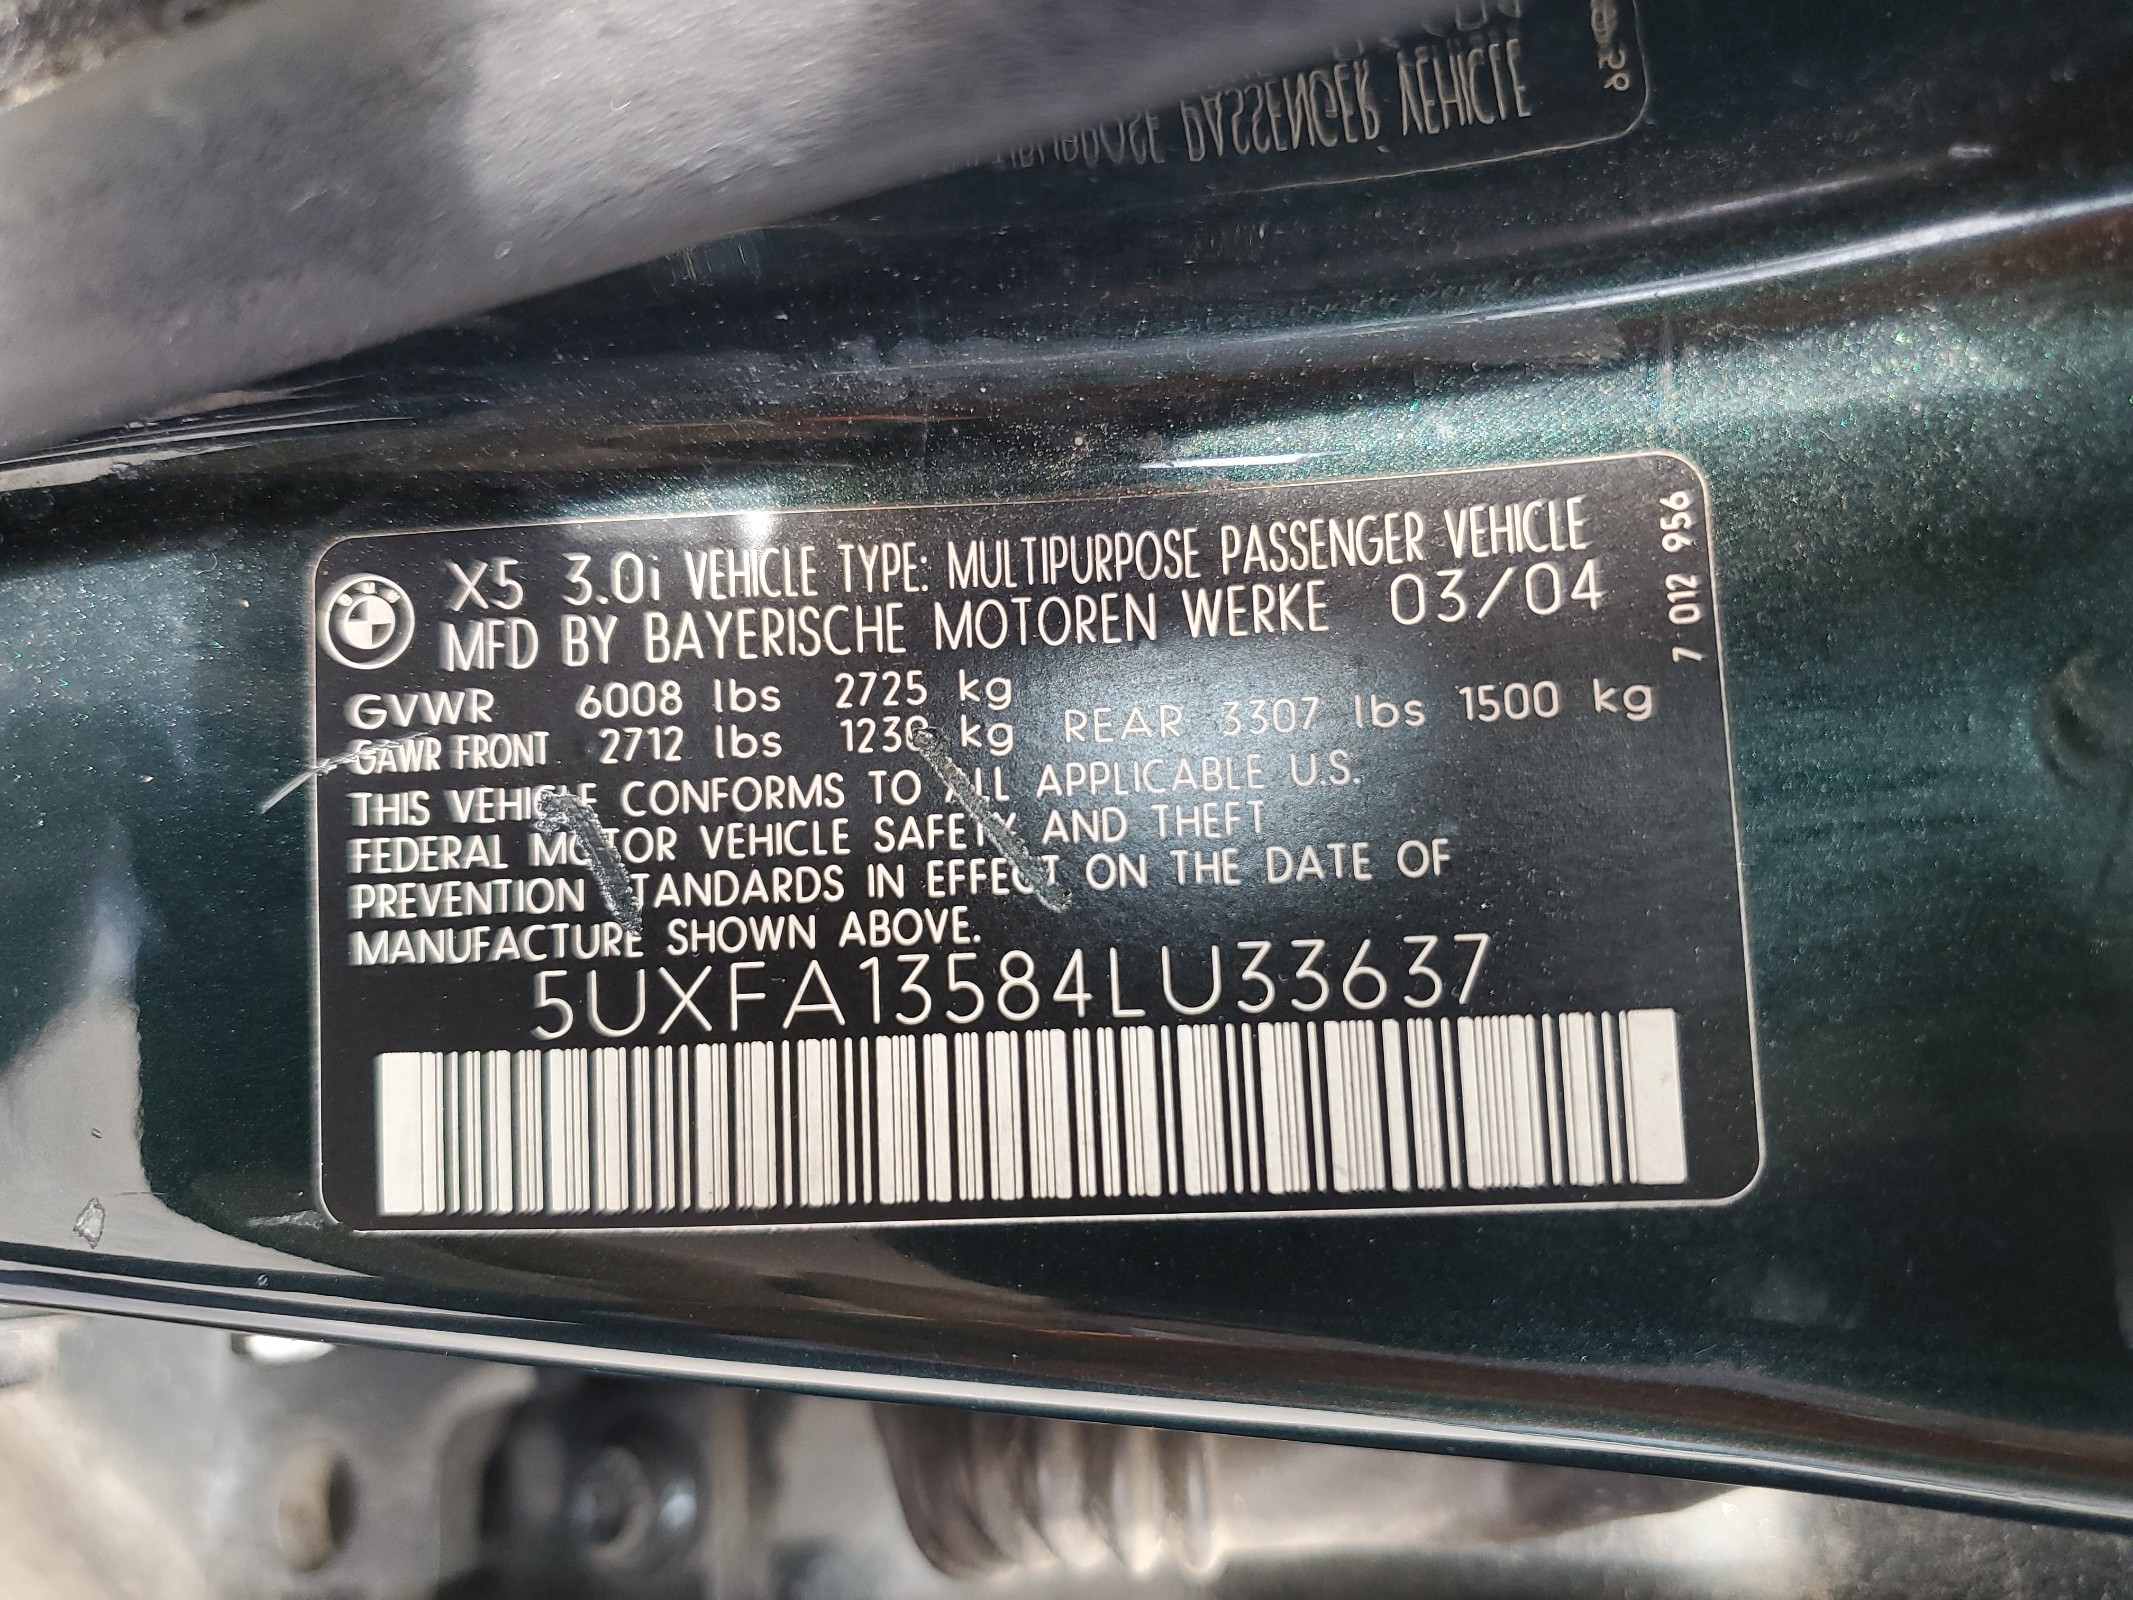 PASSENGER VEHICLE
BMW
X5 3.0i VEHICLE TYPE: MULTIPURPOSE PASSENGER VEHICLE
MFD BY BAYERISCHE MOTOREN WERKE 03/04
7 012 956
GVWR 6008 lbs 2725 kg
GAWR FRONT 2712 lbs 1230 kg REAR 3307 lbs 1500 kg
THIS VEHICLE CONFORMS TO ALL APPLICABLE U.S.
FEDERAL MOTOR VEHICLE SAFETY AND THEFT
PREVENTION STANDARDS IN EFFECT ON THE DATE OF
MANUFACTURE SHOWN ABOVE.
5UXFA13584LU33637